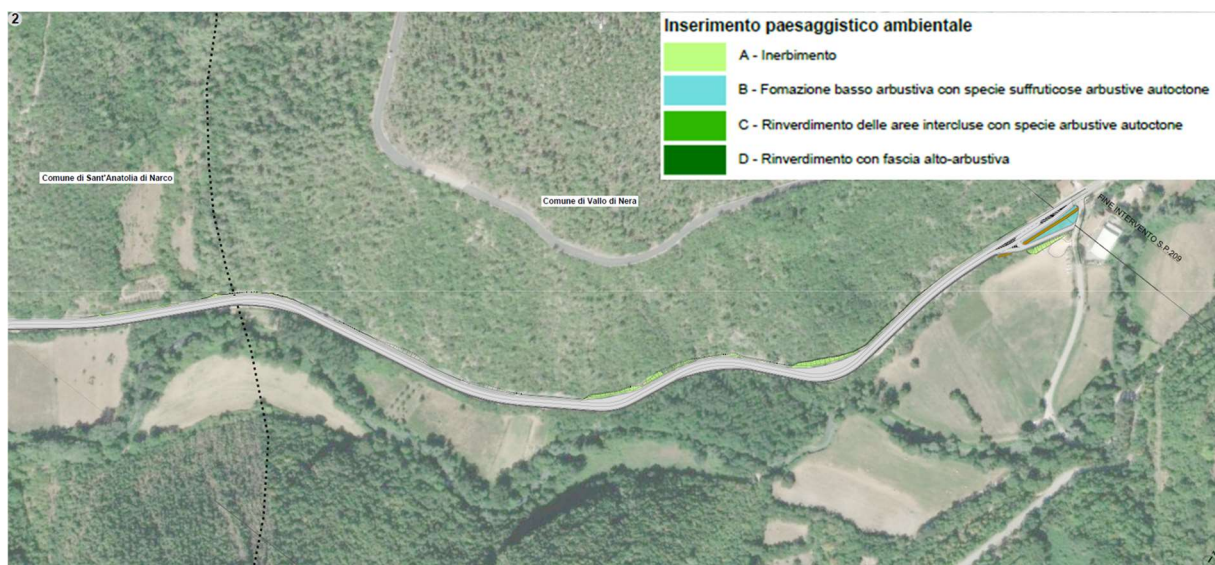 2
Inserimento paesaggistico ambientale
A - Inerbimento
B - Fomazione basso arbustiva con specie suffruticose arbustive autoctone
C - Rinverdimento delle aree intercluse con specie arbustive autoctone
D - Rinverdimento con fascia alto-arbustiva
Comune di Sant'Anatolia di Narco
Comune di Vallo di Nera
FINE INTERVENTO S.P.209